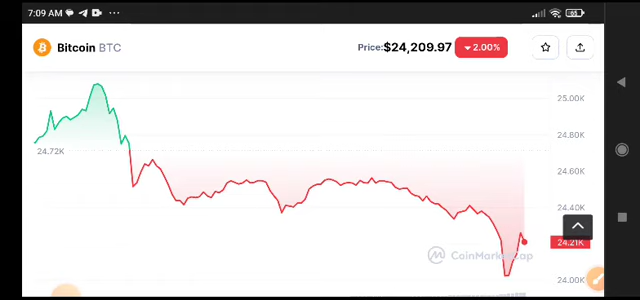 7:09 AM
65
Bitcoin BTC
Price:$24,209.97 2.00%
25.00K
24.80K
24.72K
24.60K
24.40K
24.21K
CoinMarketCap
24.00K